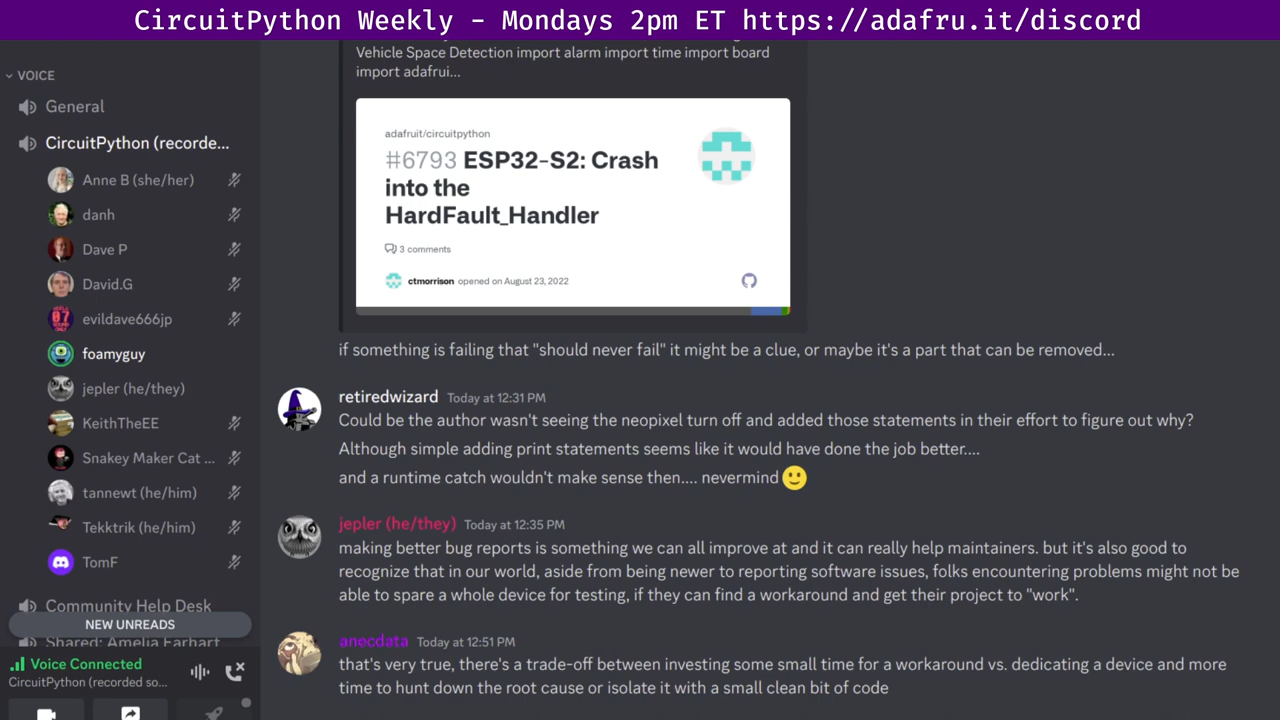 CircuitPython Weekly - Mondays 2pm ET https://adafru.it/discord
VOICE
General
CircuitPython (recorde...
Anne B (she/her)
danh
Dave P
David.G
evildave666jp
foamyguy
jepler (he/they)
KeithTheEE
Snakey Maker Cat ...
tannewt (he/him)
Tekktrik (he/him)
TomF
Community Help Desk
NEW UNREADS
Shared: Amelia Earhart
Voice Connected
CircuitPython (recorded so...
Vehicle Space Detection import alarm import time import board
import adafrui...
adafruit/circuitpython
#6793 ESP32-S2: Crash
into the
HardFault_Handler
3 comments
ctmorrison opened on August 23, 2022
if something is failing that "should never fail" it might be a clue, or maybe it's a part that can be removed...
retiredwizard Today at 12:31 PM
Could be the author wasn't seeing the neopixel turn off and added those statements in their effort to figure out why?
Although simple adding print statements seems like it would have done the job better....
and a runtime catch wouldn't make sense then.... nevermind 🙂
jepler (he/they) Today at 12:35 PM
making better bug reports is something we can all improve at and it can really help maintainers. but it's also good to
recognize that in our world, aside from being newer to reporting software issues, folks encountering problems might not be
able to spare a whole device for testing, if they can find a workaround and get their project to "work".
anecdata Today at 12:51 PM
that's very true, there's a trade-off between investing some small time for a workaround vs. dedicating a device and more
time to hunt down the root cause or isolate it with a small clean bit of code